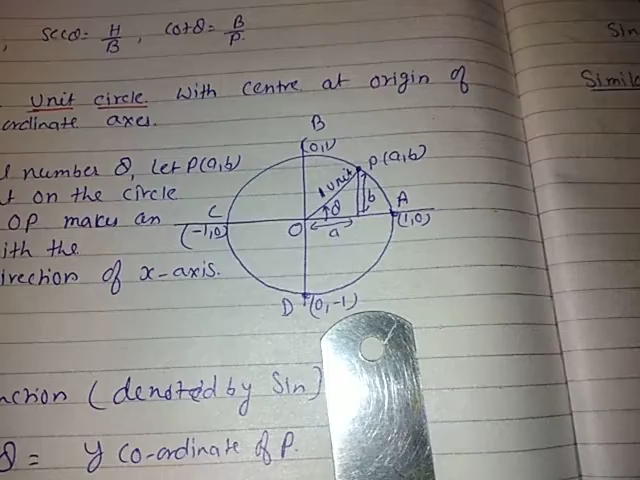 , secθ = H/B , cotθ = B/P.
Sin
Unit circle with centre at origin of
Simila
ordinate axes.
B
(0,1)
number θ, let P(a,b)
P(a,b)
on the circle
1 unit
b
A
C
θ
OP makes an
O
a
(-1,0)
(1,0)
ith the
irection of x-axis.
D (0,-1)
nction (denoted by Sin)
θ = y co-ordinate of P.